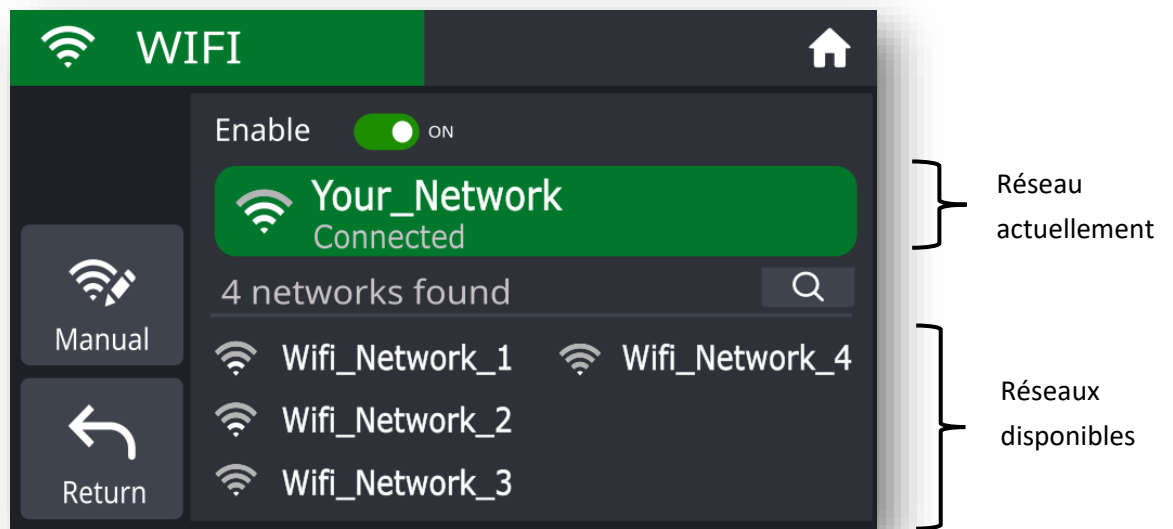 WIFI
Enable ON
Your_Network
Connected
Réseau
actuellement
4 networks found
Manual
Wifi_Network_1 Wifi_Network_4
Wifi_Network_2
Wifi_Network_3
Réseaux
disponibles
Return